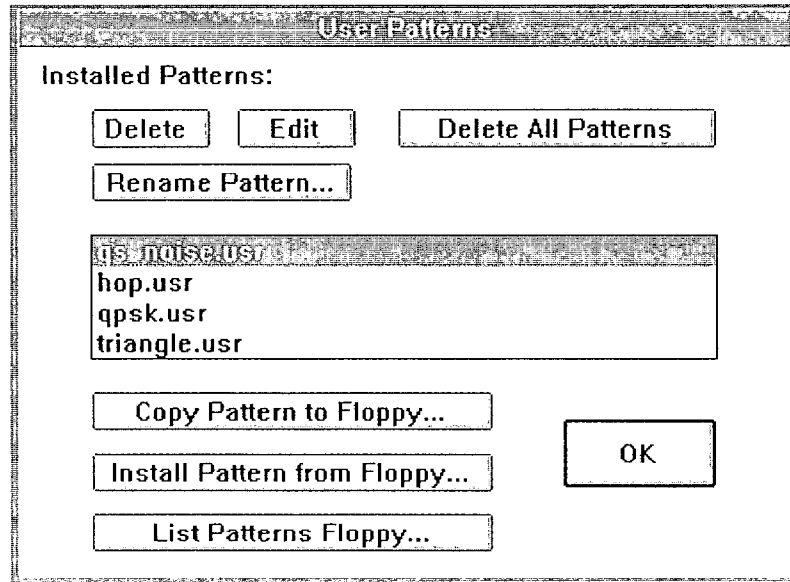 User Patterns
Installed Patterns:
Delete Edit Delete All Patterns
Rename Pattern...
hop.usr
qpsk.usr
triangle.usr
Copy Pattern to Floppy...
OK
Install Pattern from Floppy...
List Patterns Floppy...